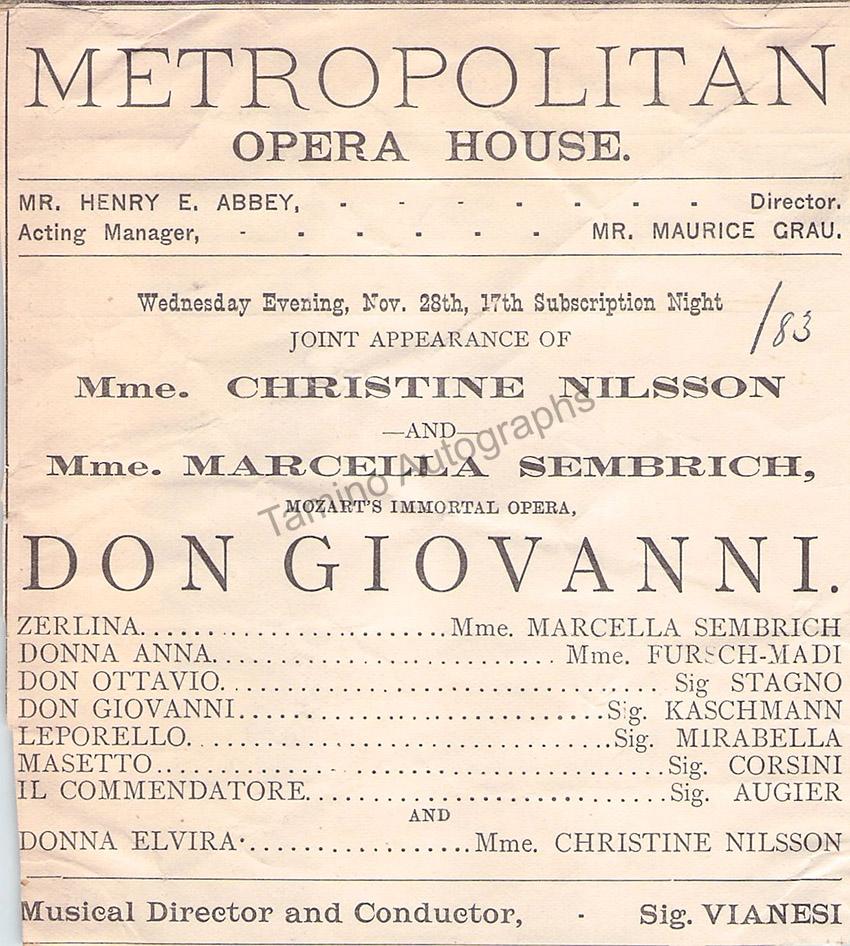 METROPOLITAN
OPERA HOUSE.
MR. HENRY E. ABBEY, - - - - - - - Director.
Acting Manager, - - - - - - MR. MAURICE GRAU.
Wednesday Evening, Nov. 28th, 17th Subscription Night /83
JOINT APPEARANCE OF
Mme. CHRISTINE NILSSON
—AND—
Mme. MARCELLA SEMBRICH,
MOZART'S IMMORTAL OPERA,
Tamino Autographs
DON GIOVANNI.
ZERLINA..........................Mme. MARCELLA SEMBRICH
DONNA ANNA.............................. Mme. FURSCH-MADI
DON OTTAVIO...................................... Sig STAGNO
DON GIOVANNI................................Sig. KASCHMANN
LEPORELLO....................................Sig. MIRABELLA
MASETTO............................................Sig. CORSINI
IL COMMENDATORE...............................Sig. AUGIER
AND
DONNA ELVIRA....................Mme. CHRISTINE NILSSON
Musical Director and Conductor, - Sig. VIANESI